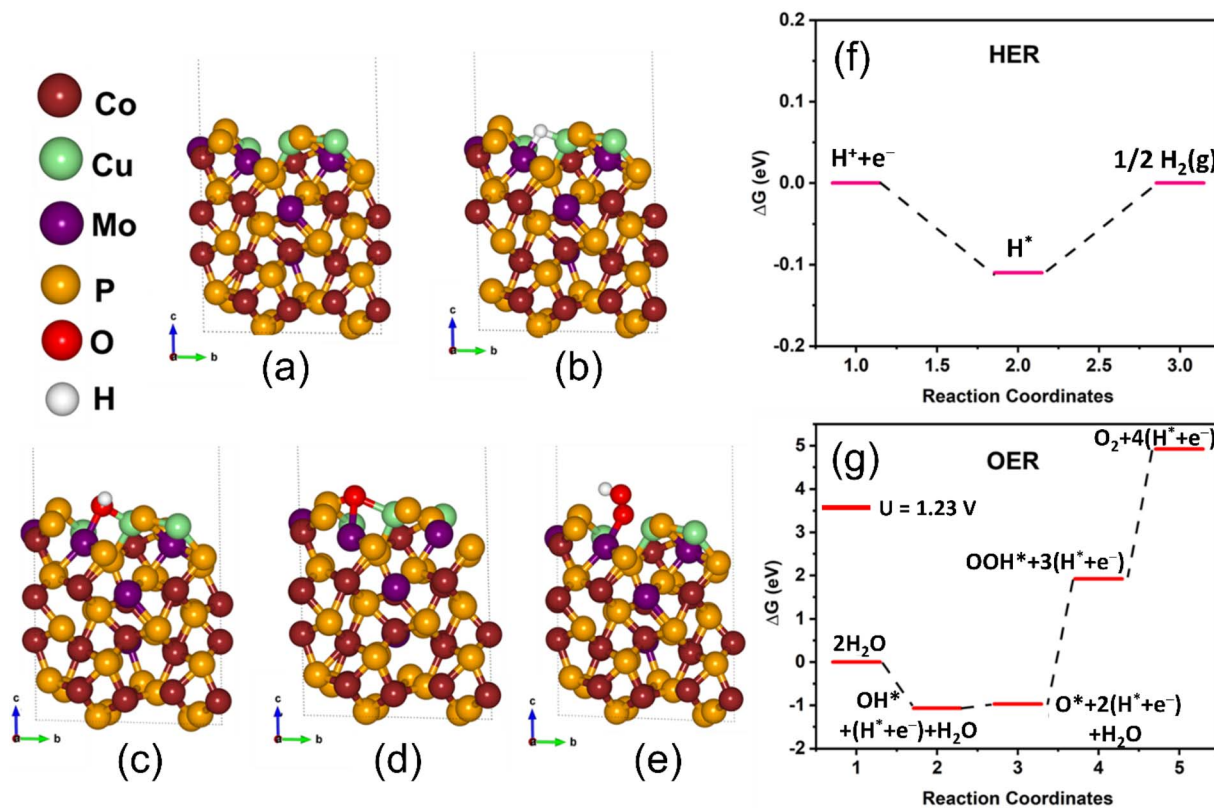 Co
Cu
Mo
P
O
H
c
b
(a)
c
b
(b)
(f)
HER
H⁺+e⁻
1/2 H₂(g)
H*
ΔG (eV)
0.2
0.1
0.0
-0.1
-0.2
1.0 1.5 2.0 2.5 3.0
Reaction Coordinates
c
b
(c)
c
b
(d)
c
b
(e)
(g)
OER
U = 1.23 V
O₂+4(H*+e⁻)
OOH*+3(H*+e⁻)
2H₂O
OH*
+(H*+e⁻)+H₂O
O*+2(H*+e⁻)
+H₂O
ΔG (eV)
5
4
3
2
1
0
-1
-2
1 2 3 4 5
Reaction Coordinates